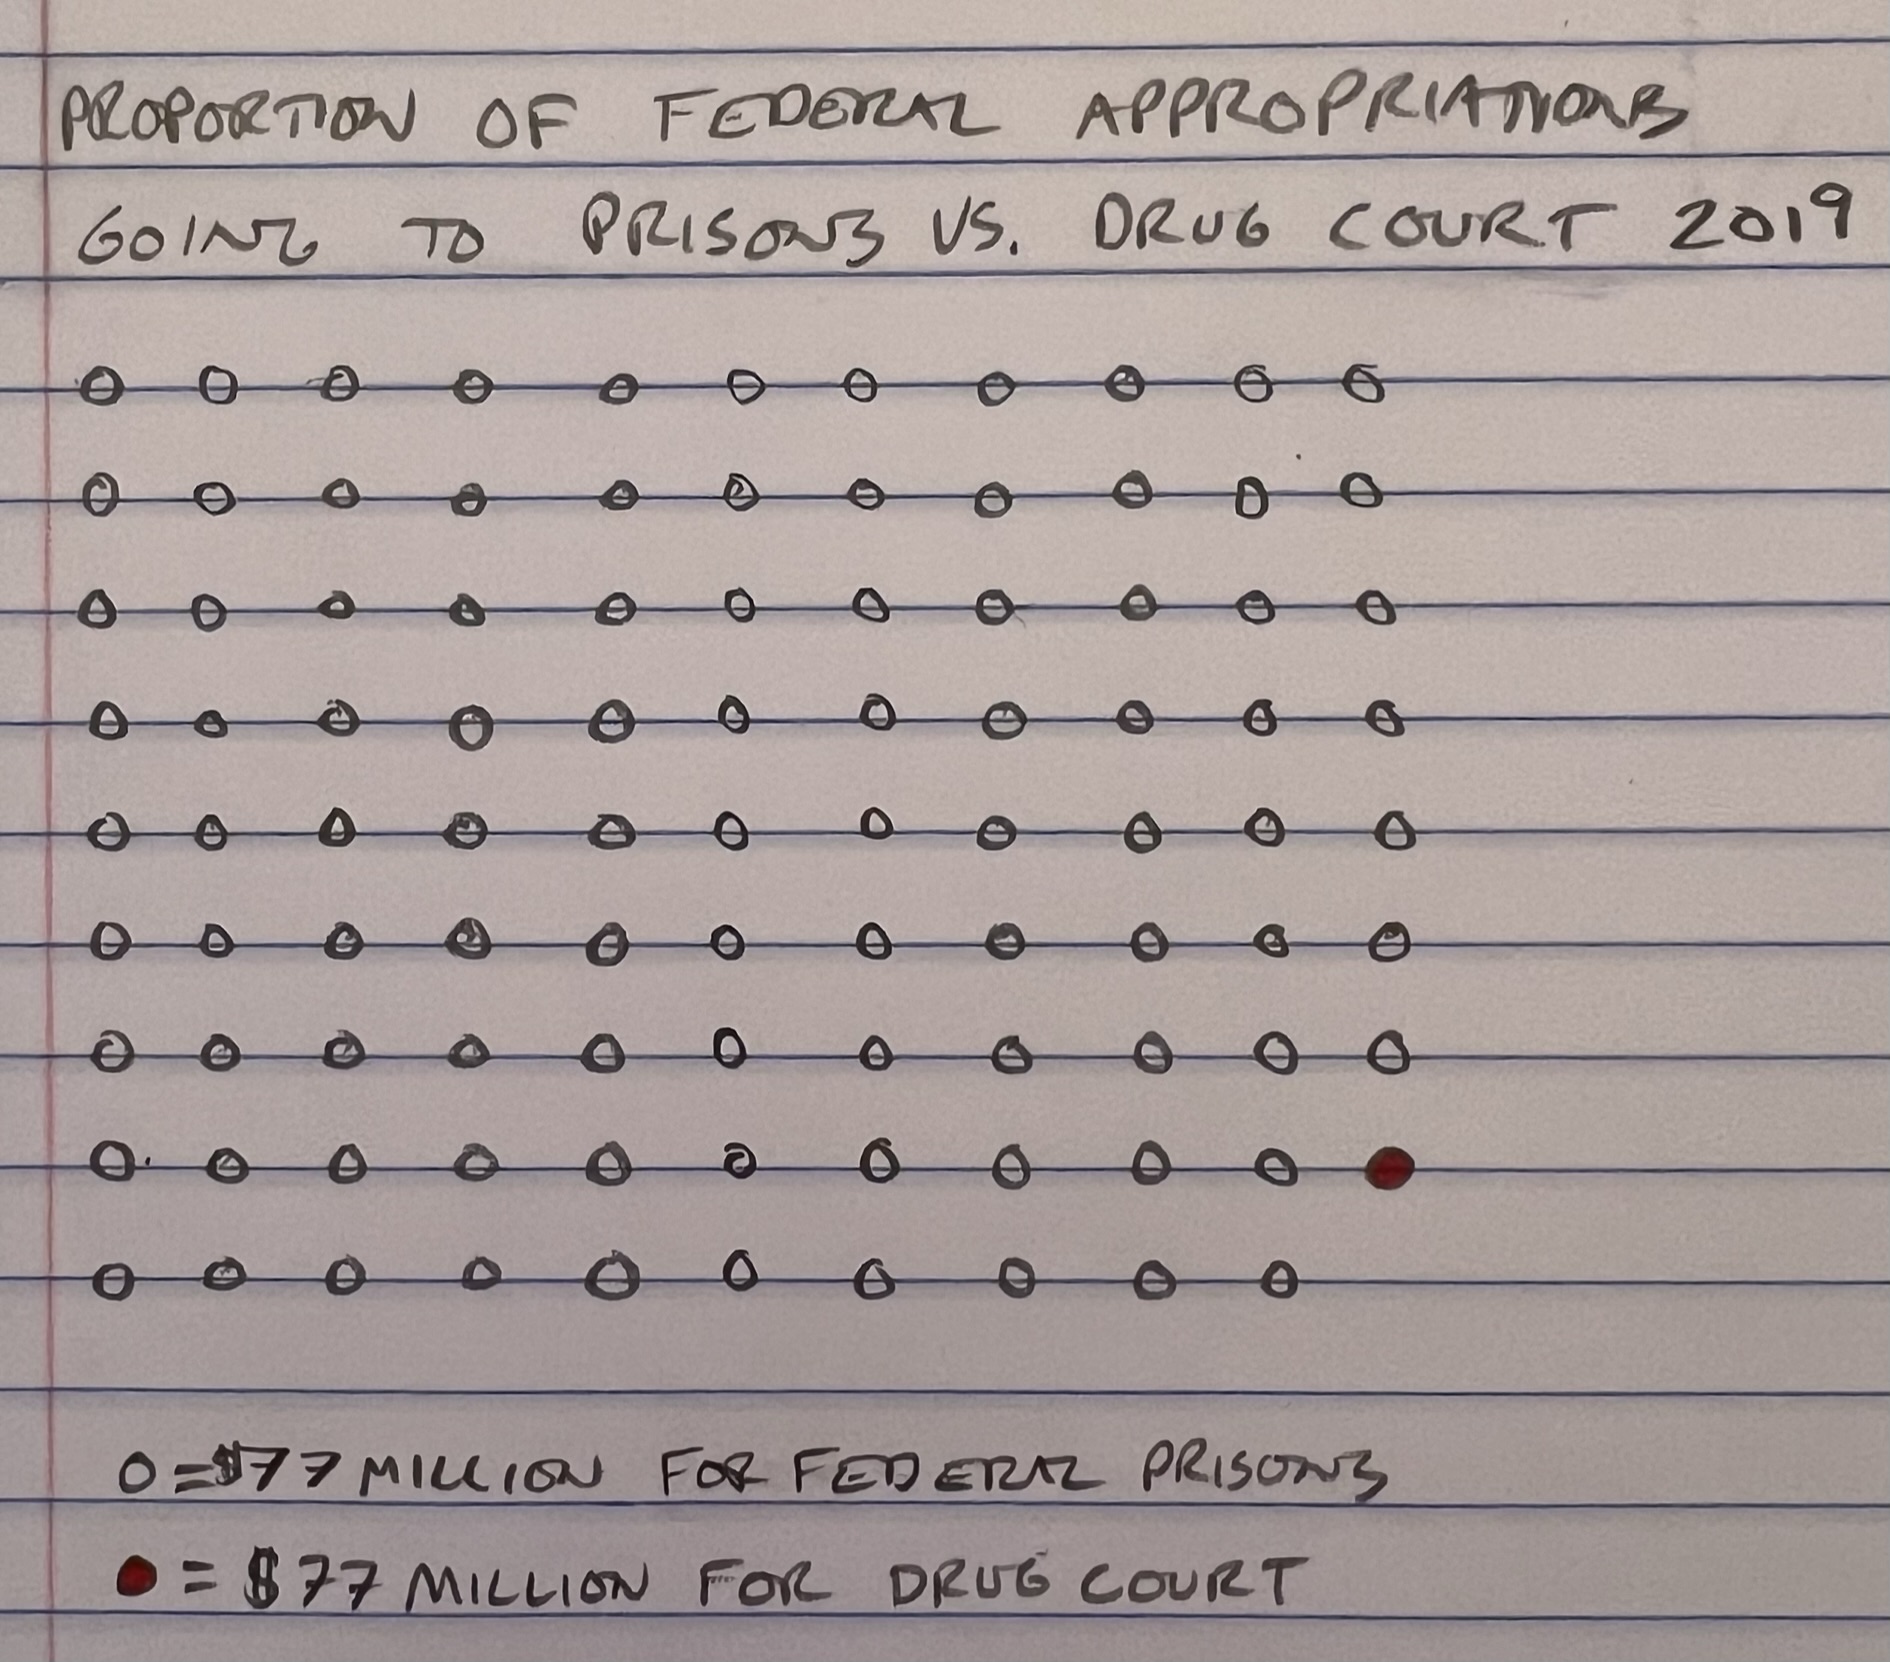 PROPORTION OF FEDERAL APPROPRIATIONS
GOING TO PRISONS VS. DRUG COURT 2019
O = $77 MILLION FOR FEDERAL PRISONS
● = $77 MILLION FOR DRUG COURT